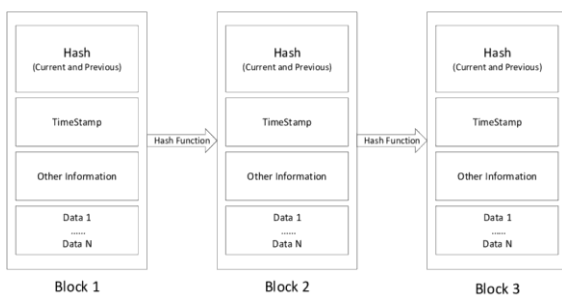 Hash
(Current and Previous)
TimeStamp
Other Information
Data 1
......
Data N
Block 1
Hash Function
Hash
(Current and Previous)
TimeStamp
Other Information
Data 1
......
Data N
Block 2
Hash Function
Hash
(Current and Previous)
TimeStamp
Other Information
Data 1
......
Data N
Block 3